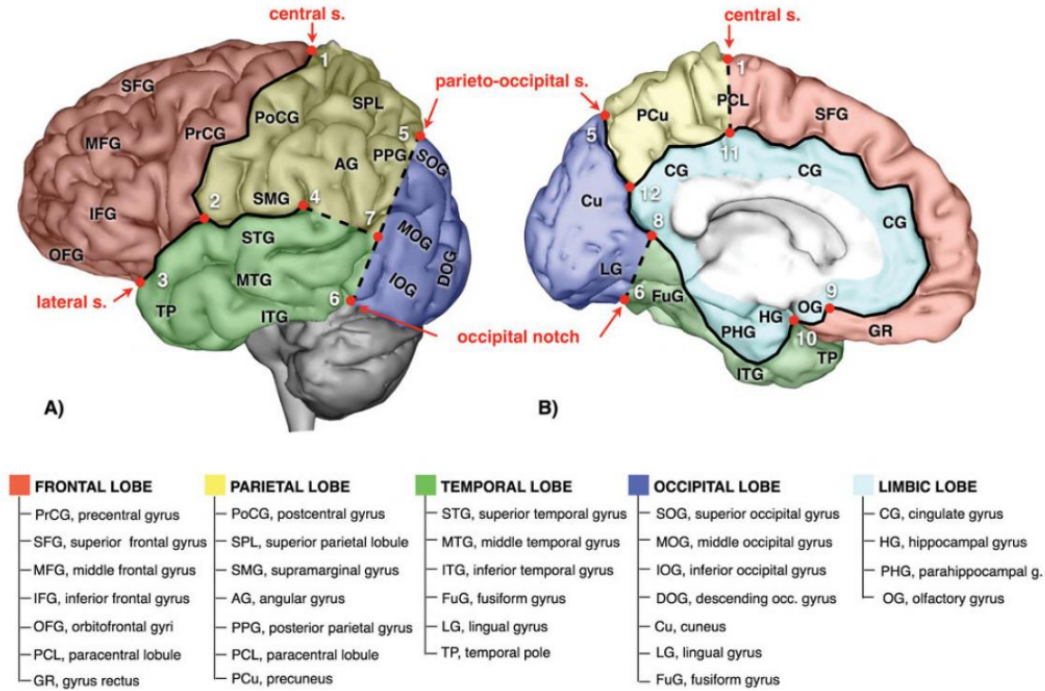 central s.
central s.
parieto-occipital s.
1
SFG
SPL
PrCG
PoCG
MFG
5
PPG
SOG
AG
2
SMG
4
IFG
7
STG
MOG
OFG
DOG
MTG
IOG
3
6
lateral s.
TP
ITG
occipital notch
A)
1
PCu
PCL
SFG
5
11
CG
CG
12
Cu
8
CG
LG
6
FuG
9
HG
OG
PHG
GR
10
TP
ITG
B)
FRONTAL LOBE
PrCG, precentral gyrus
SFG, superior frontal gyrus
MFG, middle frontal gyrus
IFG, inferior frontal gyrus
OFG, orbitofrontal gyri
PCL, paracentral lobule
GR, gyrus rectus
PARIETAL LOBE
PoCG, postcentral gyrus
SPL, superior parietal lobule
SMG, supramarginal gyrus
AG, angular gyrus
PPG, posterior parietal gyrus
PCL, paracentral lobule
PCu, precuneus
TEMPORAL LOBE
STG, superior temporal gyrus
MTG, middle temporal gyrus
ITG, inferior temporal gyrus
FuG, fusiform gyrus
LG, lingual gyrus
TP, temporal pole
OCCIPITAL LOBE
SOG, superior occipital gyrus
MOG, middle occipital gyrus
IOG, inferior occipital gyrus
DOG, descending occ. gyrus
Cu, cuneus
LG, lingual gyrus
FuG, fusiform gyrus
LIMBIC LOBE
CG, cingulate gyrus
HG, hippocampal gyrus
PHG, parahippocampal g.
OG, olfactory gyrus